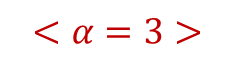 < α = 3 >